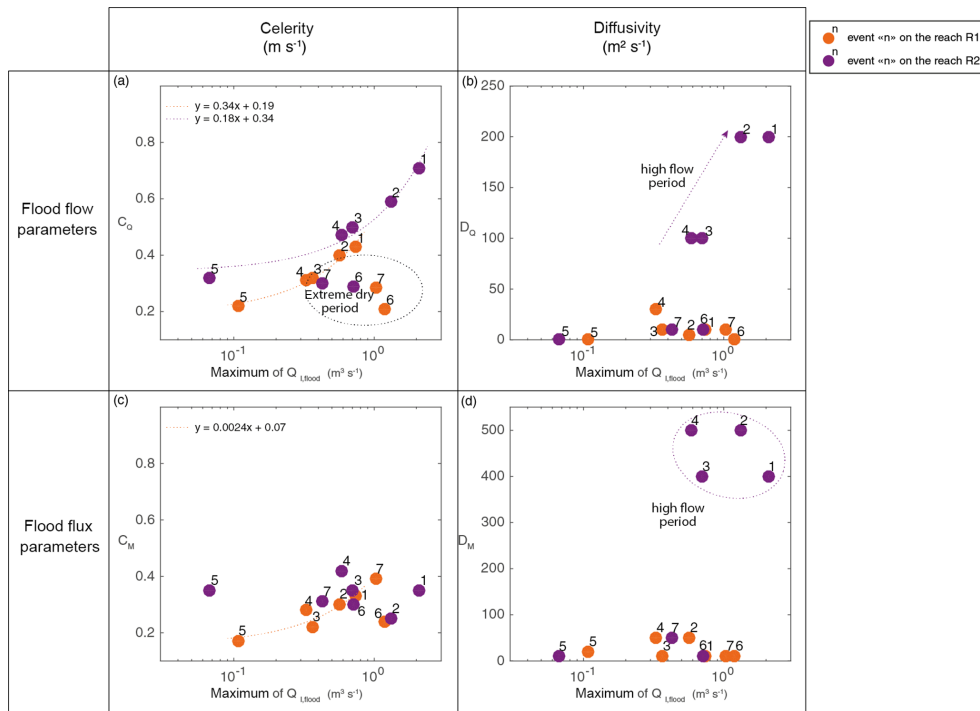 Celerity
(m s⁻¹)
Diffusivity
(m² s⁻¹)
n
event «n» on the reach R1
n
event «n» on the reach R2
Flood flow
parameters
(a)
y = 0.34x + 0.19
y = 0.18x + 0.34
0.8
0.6
C_Q
0.4
0.2
1
2
3
4
2
1
5
4
3
7
6
7
5
6
Extreme dry
period
10⁻¹
10⁰
Maximum of Q I,flood (m³ s⁻¹)
(b)
250
200
150
D_Q
100
50
0
2
1
high flow
period
4
3
4
3
7
2
6
1
7
6
5
5
10⁻¹
10⁰
Maximum of Q I,flood (m³ s⁻¹)
Flood flux
parameters
(c)
y = 0.0024x + 0.07
0.8
0.6
C_M
0.4
0.2
4
7
5
3
1
1
4
7
2
6
6
2
3
5
10⁻¹
10⁰
Maximum of Q I,flood (m³ s⁻¹)
(d)
500
400
300
D_M
200
100
50
0
4
2
3
1
high flow
period
4
7
2
5
5
3
6
1
7
6
10⁻¹
10⁰
Maximum of Q I,flood (m³ s⁻¹)